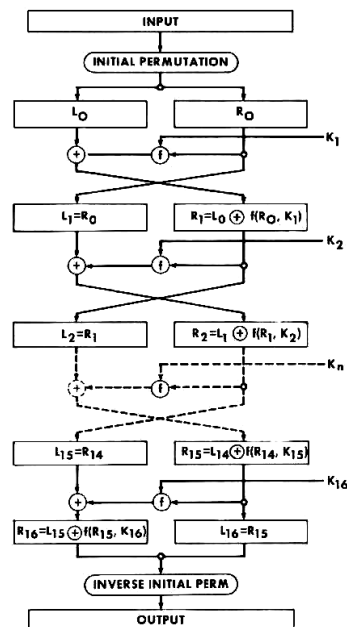 INPUT
INITIAL PERMUTATION
L0 R0
K1
+ f
L1=R0 R1=L0 ⊕ f(R0, K1)
K2
+ f
L2=R1 R2=L1 ⊕ f(R1, K2)
Kn
+ f
L15=R14 R15=L14⊕f(R14, K15)
K16
+ f
R16=L15⊕f(R15, K16) L16=R15
INVERSE INITIAL PERM
OUTPUT